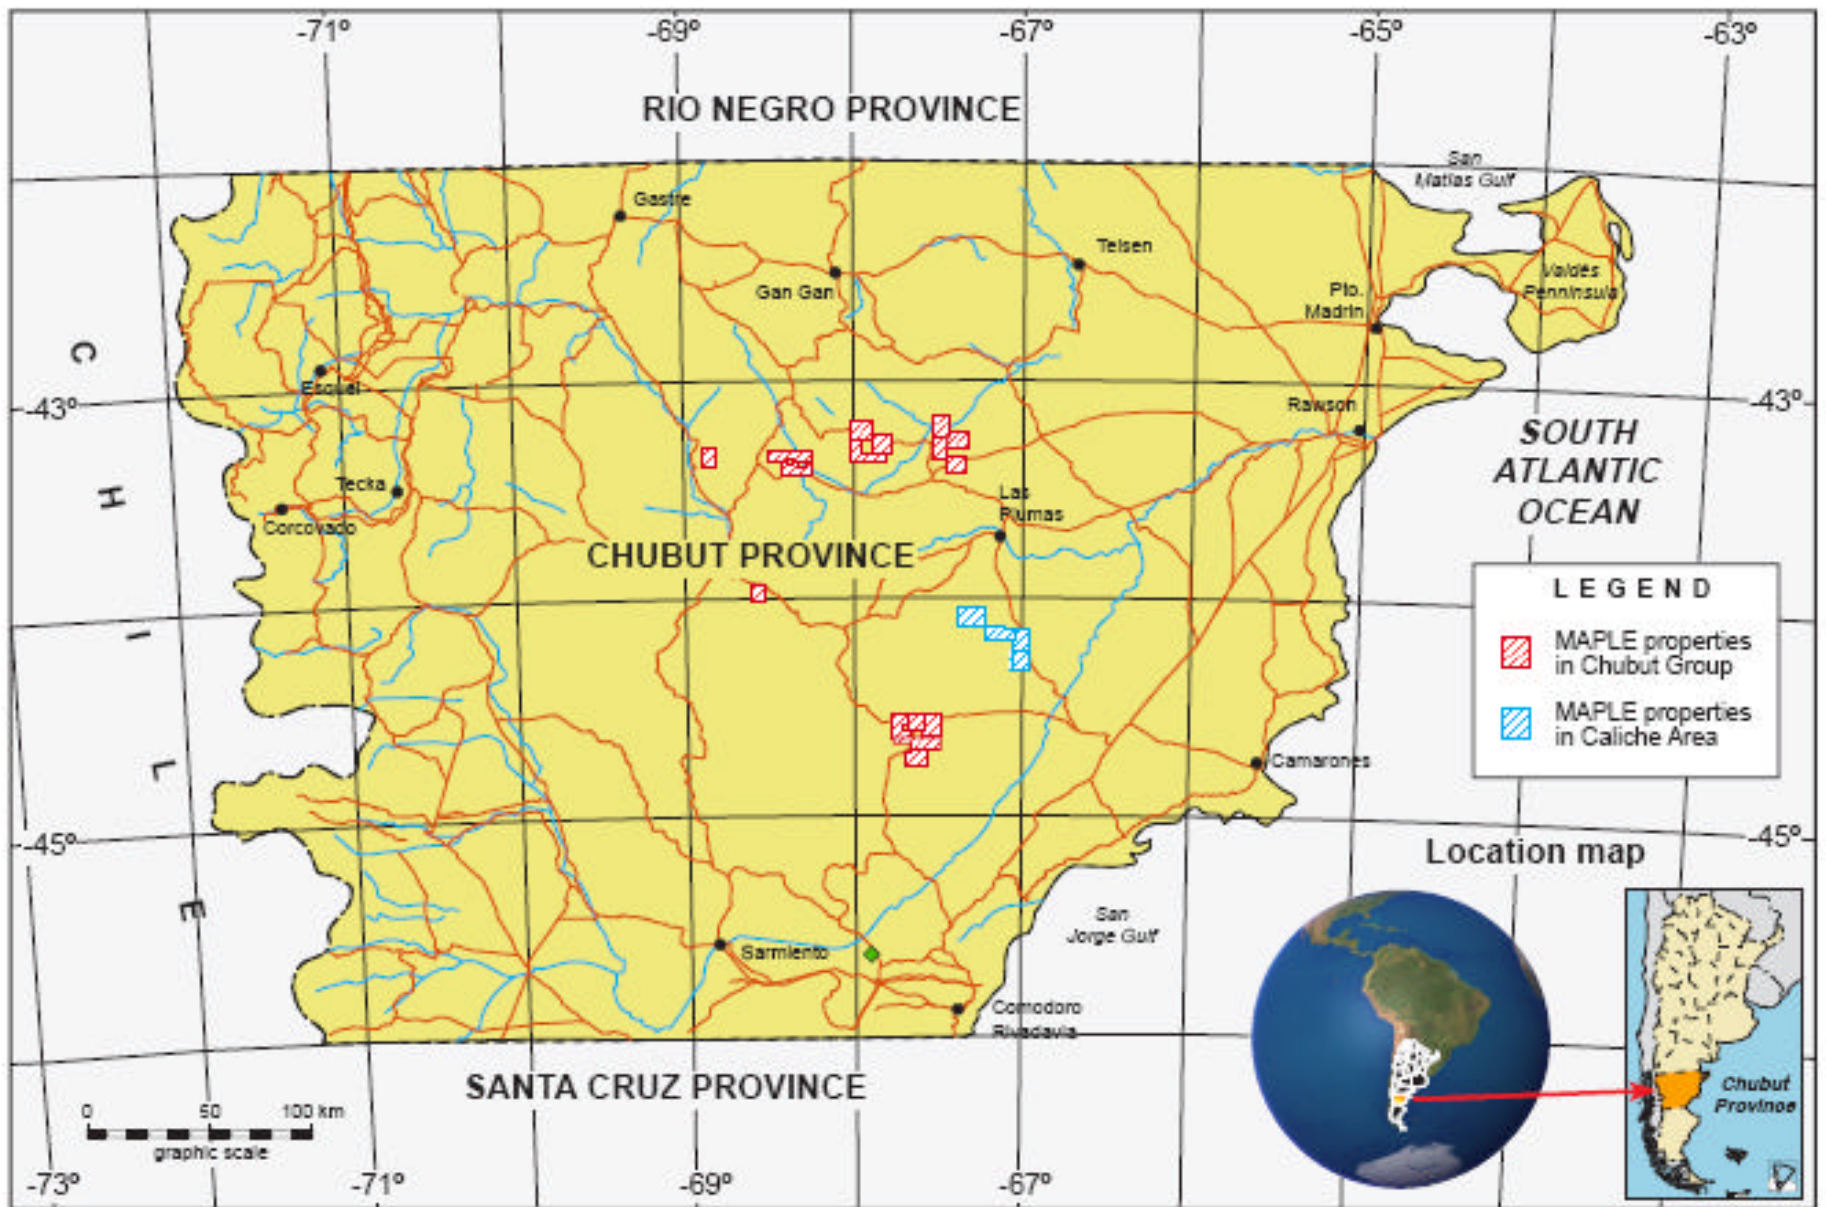 -71º
-69º
-67º
-65º
-63º
RIO NEGRO PROVINCE
San
Matias Gulf
Gastre
Telsen
Gan Gan
Valdés
Penninsula
Pto.
Madrin
C
H
I
L
E
Esquel
-43º
-43º
Rawson
SOUTH
ATLANTIC
OCEAN
Tecka
Corcovado
Las
Plumas
CHUBUT PROVINCE
LEGEND
MAPLE properties
in Chubut Group
MAPLE properties
in Caliche Area
Camarones
-45º
-45º
Location map
San
Jorge Gulf
Sarmiento
Comodoro
Rivadavia
SANTA CRUZ PROVINCE
Chubut
Province
0 50 100 km
graphic scale
-73º
-71º
-69º
-67º